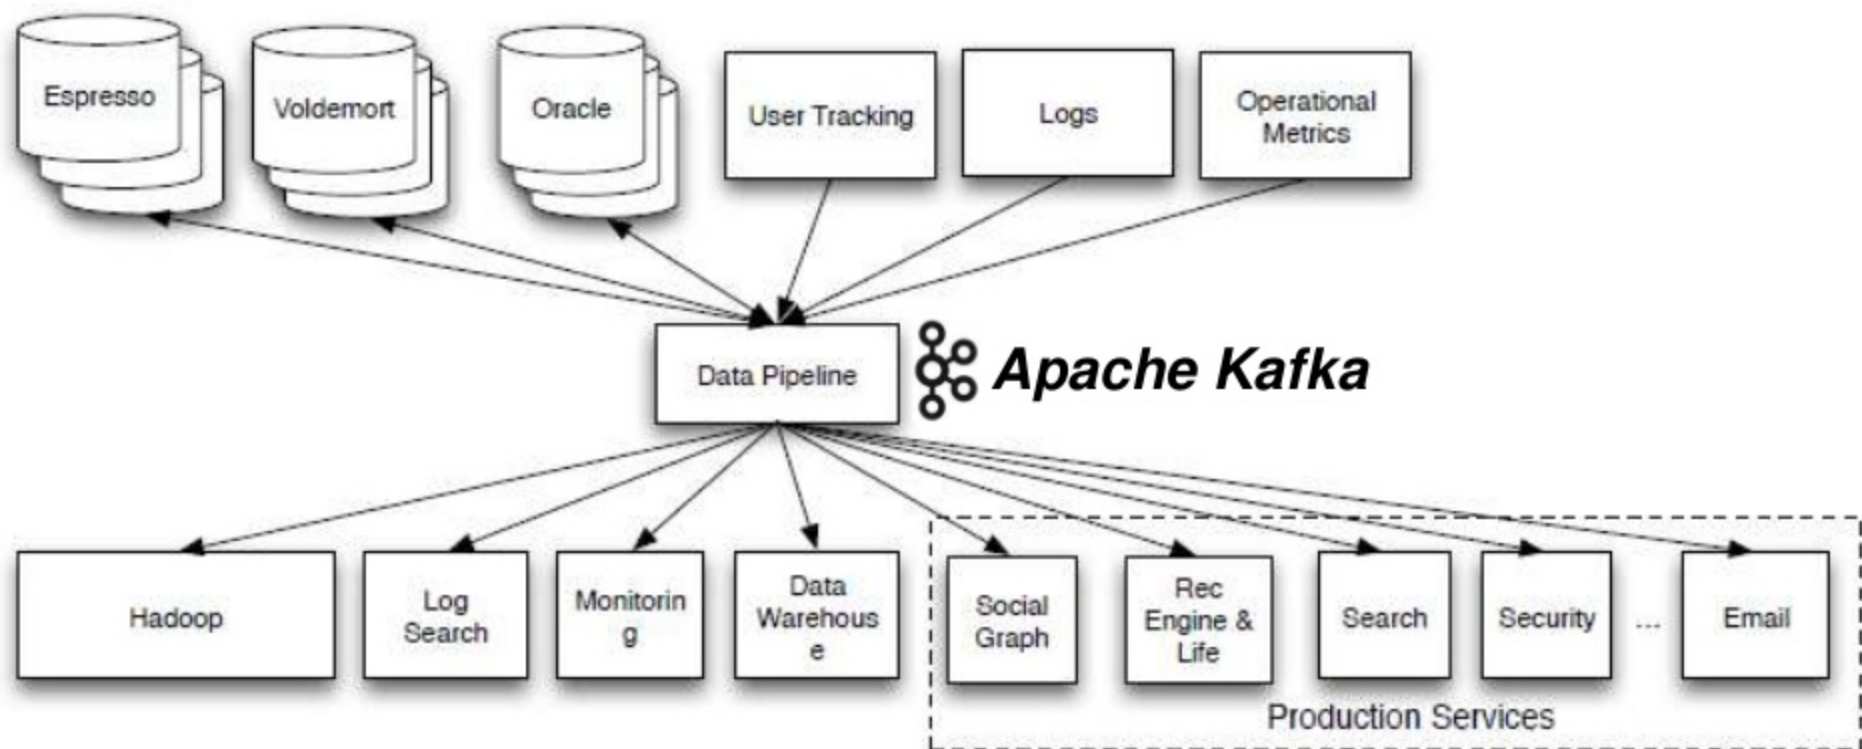 Espresso
Voldemort
Oracle
User Tracking
Logs
Operational
Metrics
Data Pipeline
Apache Kafka
Hadoop
Log
Search
Monitorin
g
Data
Warehous
e
Social
Graph
Rec
Engine &
Life
Search
Security
...
Email
Production Services